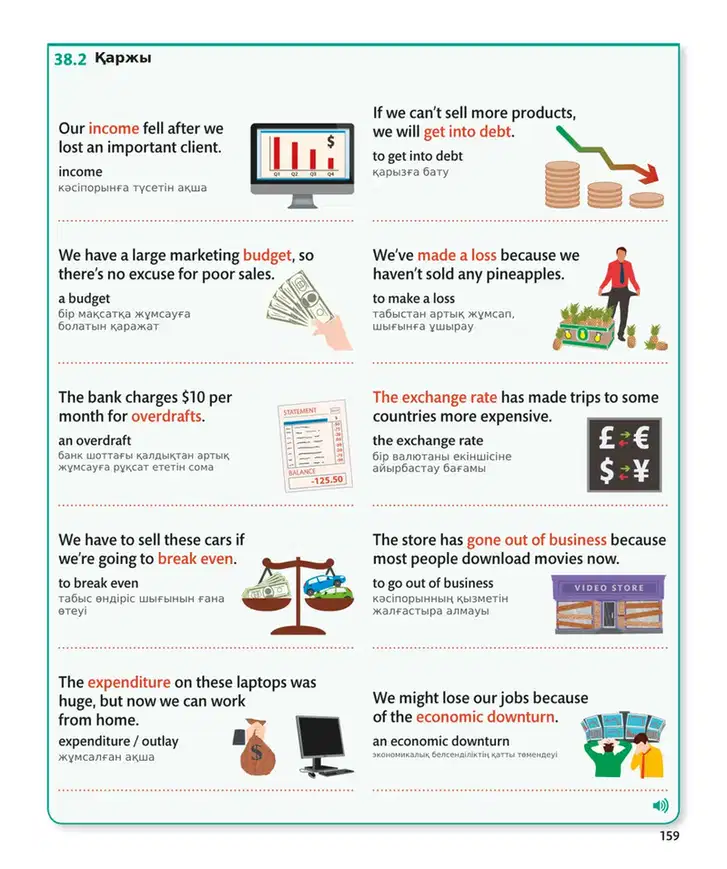 38.2 Қаржы
Our income fell after we
lost an important client.
income
кәсіпорынға түсетін ақша
$
Q1 Q2 Q3 Q4
If we can't sell more products,
we will get into debt.
to get into debt
қарызға бату
We have a large marketing budget, so
there's no excuse for poor sales.
a budget
бір мақсатқа жұмсауға
болатын қаражат
We've made a loss because we
haven't sold any pineapples.
to make a loss
табыстан артық жұмсап,
шығынға ұшырау
The bank charges $10 per
month for overdrafts.
an overdraft
банк шоттағы қалдықтан артық
жұмсауға рұқсат ететін сома
STATEMENT
BALANCE
-125.50
The exchange rate has made trips to some
countries more expensive.
the exchange rate
бір валютаны екіншісіне
айырбастау бағамы
£ €
$ ¥
We have to sell these cars if
we're going to break even.
to break even
табыс өндіріс шығынын ғана
өтеуі
The store has gone out of business because
most people download movies now.
to go out of business
кәсіпорынның қызметін
жалғастыра алмауы
VIDEO STORE
The expenditure on these laptops was
huge, but now we can work
from home.
expenditure / outlay
жұмсалған ақша
$
We might lose our jobs because
of the economic downturn.
an economic downturn
экономикалық белсенділіктің қатты төмендеуі
159